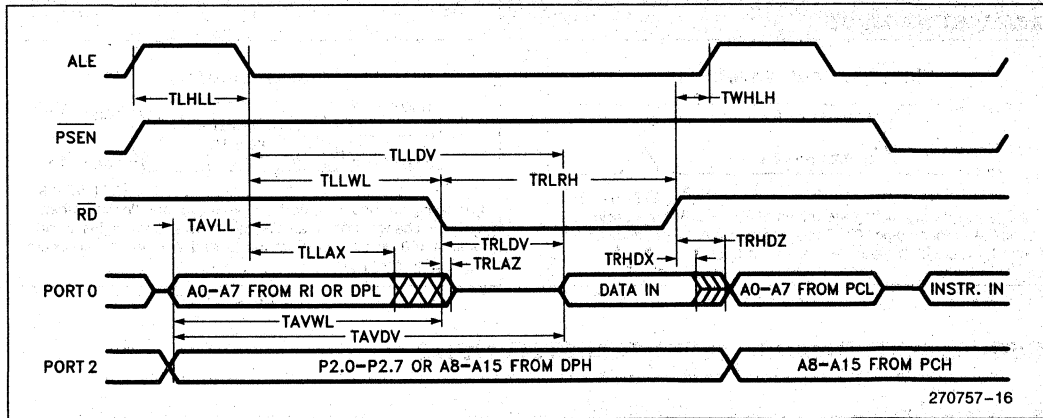 ALE
TLHLL
TWHLH
PSEN
TLLDV
TLLWL
TRLRH
RD
TAVLL
TRLDV
TRHDZ
TLLAX
TRLAZ
TRHDX
PORT 0
A0-A7 FROM RI OR DPL
DATA IN
A0-A7 FROM PCL
INSTR. IN
TAVWL
TAVDV
PORT 2
P2.0-P2.7 OR A8-A15 FROM DPH
A8-A15 FROM PCH
270757-16